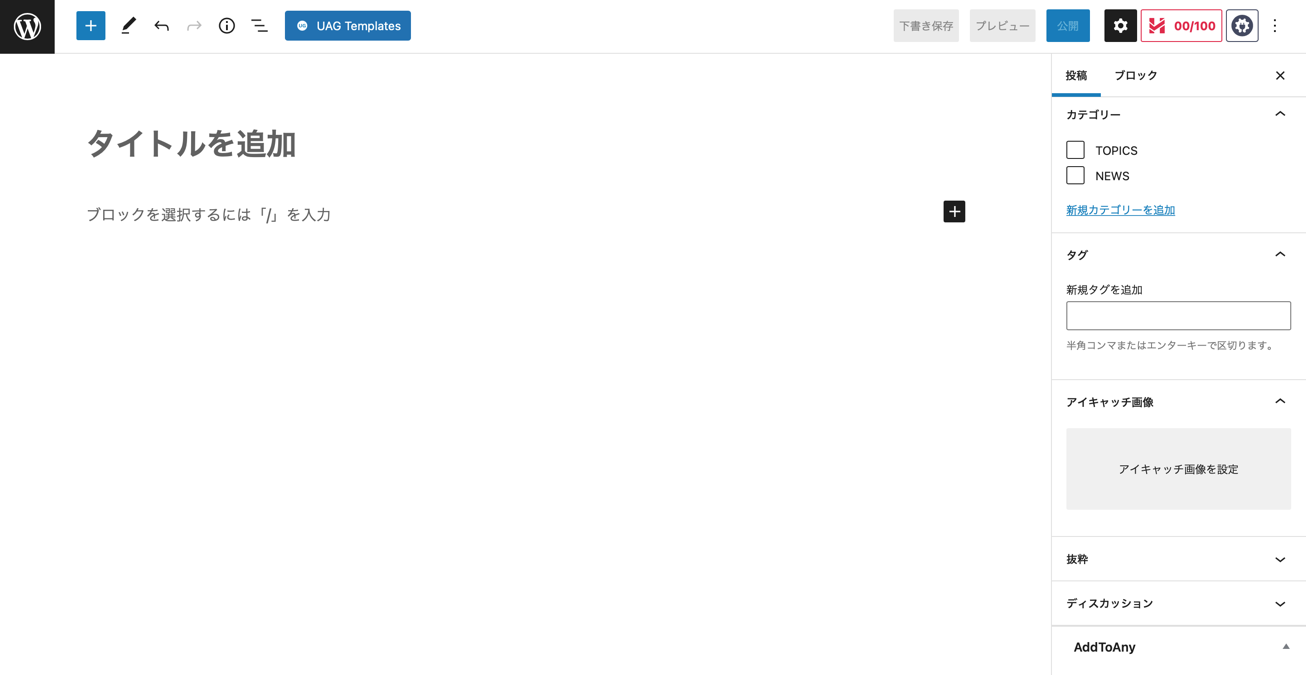 UAG Templates
下書き保存
プレビュー
公開
00/100
投稿
ブロック
タイトルを追加
ブロックを選択するには「/」を入力
カテゴリー
TOPICS
NEWS
新規カテゴリーを追加
タグ
新規タグを追加
半角コンマまたはエンターキーで区切ります。
アイキャッチ画像
アイキャッチ画像を設定
抜粋
ディスカッション
AddToAny